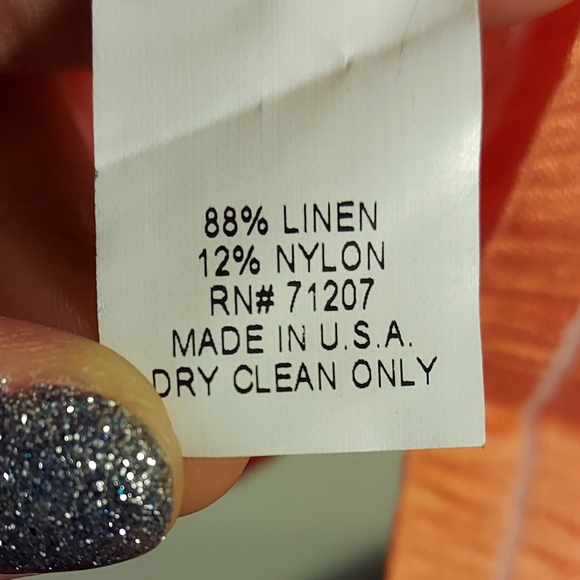 88% LINEN
12% NYLON
RN# 71207
MADE IN U.S.A.
DRY CLEAN ONLY